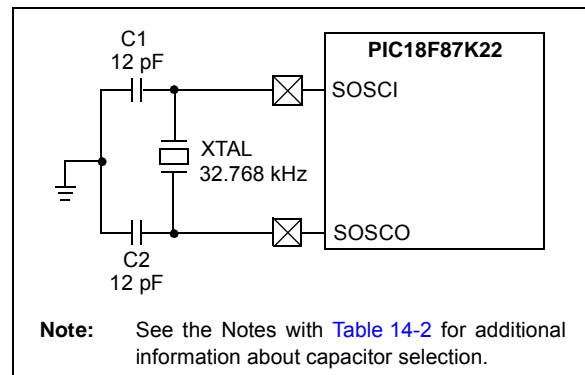 C1
12 pF
PIC18F87K22
SOSCI
XTAL
32.768 kHz
SOSCO
C2
12 pF
Note: See the Notes with Table 14-2 for additional
information about capacitor selection.